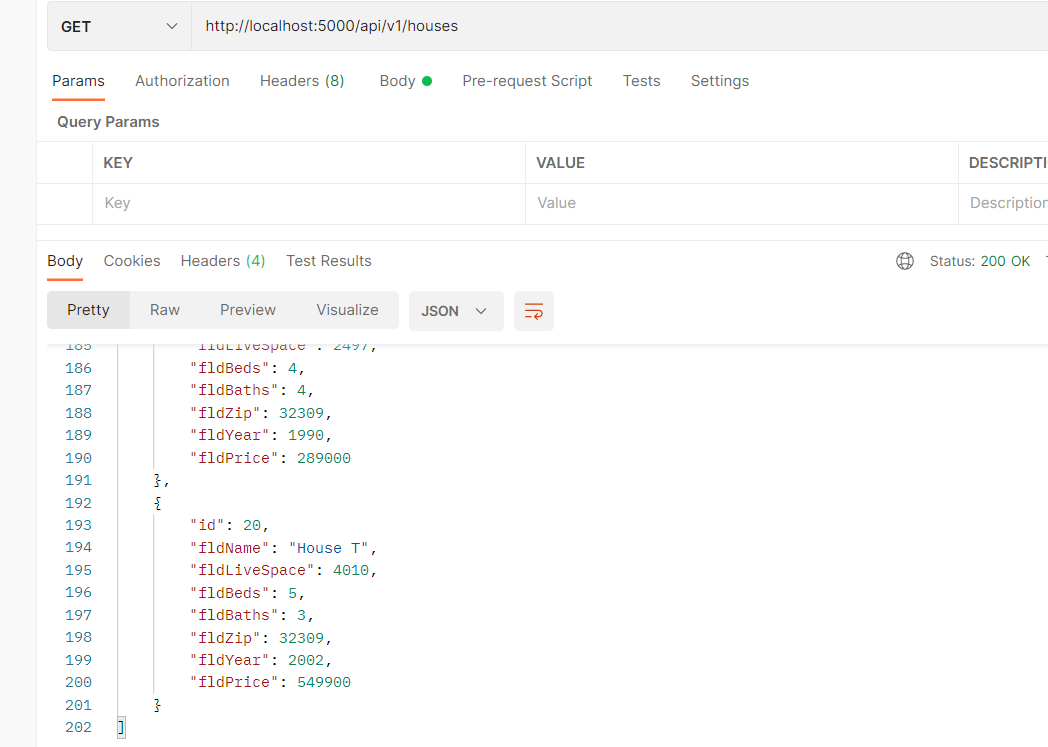 GET http://localhost:5000/api/v1/houses
Params Authorization Headers (8) Body Pre-request Script Tests Settings
Query Params
KEY VALUE DESCRIPTI
Key Value Description
Body Cookies Headers (4) Test Results Status: 200 OK
Pretty Raw Preview Visualize JSON
185 "fldLiveSpace": 2497,
186 "fldBeds": 4,
187 "fldBaths": 4,
188 "fldZip": 32309,
189 "fldYear": 1990,
190 "fldPrice": 289000
191 },
192 {
193 "id": 20,
194 "fldName": "House T",
195 "fldLiveSpace": 4010,
196 "fldBeds": 5,
197 "fldBaths": 3,
198 "fldZip": 32309,
199 "fldYear": 2002,
200 "fldPrice": 549900
201 }
202 ]